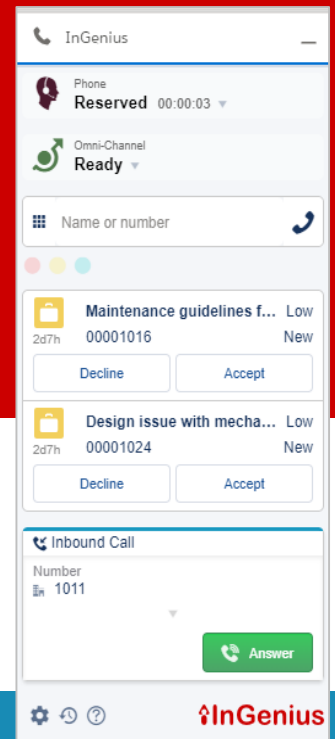 InGenius
Phone
Reserved 00:00:03
Omni-Channel
Ready
Name or number
Maintenance guidelines f... Low
2d7h 00001016 New
Decline Accept
Design issue with mecha... Low
2d7h 00001024 New
Decline Accept
Inbound Call
Number
1011
Answer
InGenius